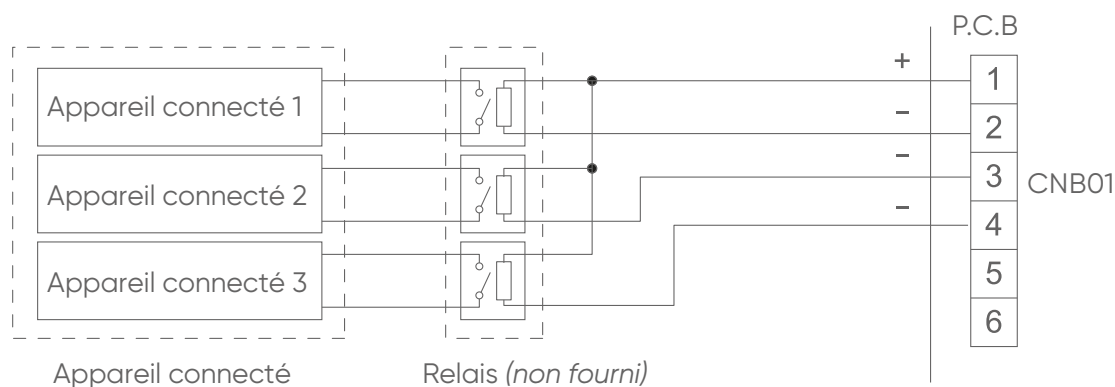 P.C.B
+
1
Appareil connecté 1
–
2
–
Appareil connecté 2
3
CNB01
–
4
Appareil connecté 3
5
6
Appareil connecté
Relais (non fourni)